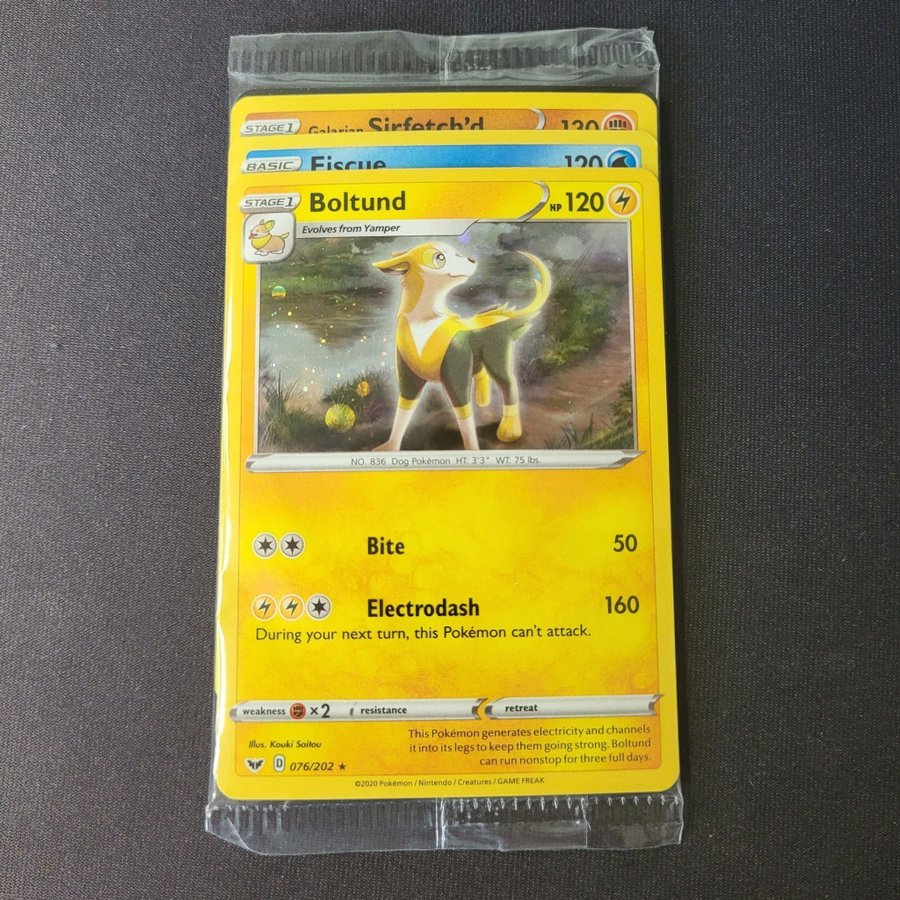 STAGE 1 Galarian Sirfetch'd 130
BASIC Eiscue 120
STAGE 1 Boltund HP 120
Evolves from Yamper
NO. 836 Dog Pokémon HT: 3'3" WT: 75 lbs.
Bite 50
Electrodash 160
During your next turn, this Pokémon can't attack.
weakness ×2 resistance retreat
This Pokémon generates electricity and channels
it into its legs to keep them going strong. Boltund
can run nonstop for three full days.
Illus. Kouki Saitou
D 076/202 ★
©2020 Pokémon / Nintendo / Creatures / GAME FREAK